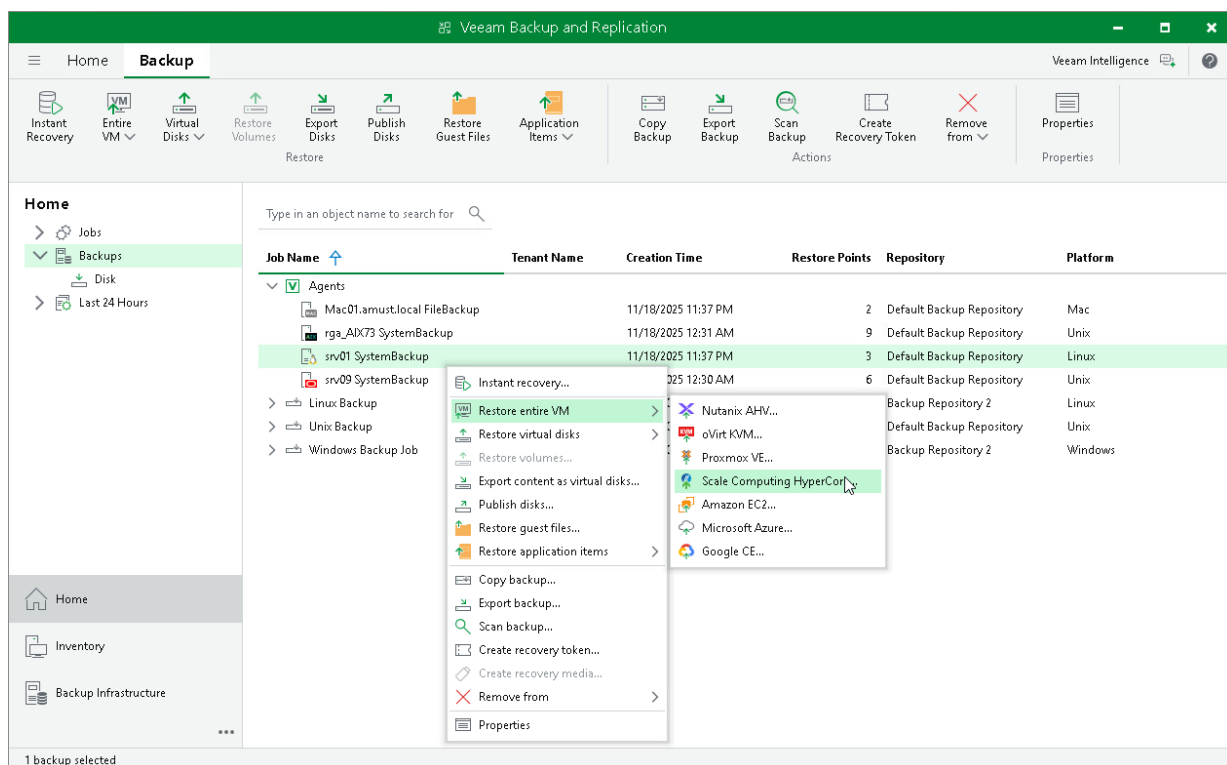 Veeam Backup and Replication
Home Backup Veeam Intelligence
Instant Recovery
Entire VM
Virtual Disks
Restore Volumes
Export Disks
Publish Disks
Restore Guest Files
Application Items
Copy Backup
Export Backup
Scan Backup
Create Recovery Token
Remove from
Properties
Restore Actions Properties
Home
Jobs
Backups
Disk
Last 24 Hours
Type in an object name to search for
Job Name Tenant Name Creation Time Restore Points Repository Platform
Agents
Mac01.amust.local FileBackup 11/18/2025 11:37 PM 2 Default Backup Repository Mac
rga_AIX73 SystemBackup 11/18/2025 12:31 AM 9 Default Backup Repository Unix
srv01 SystemBackup 11/18/2025 11:37 PM 3 Default Backup Repository Linux
srv09 SystemBackup 025 12:30 AM 6 Default Backup Repository Unix
Linux Backup Backup Repository 2 Linux
Unix Backup Default Backup Repository Unix
Windows Backup Job Backup Repository 2 Windows
Instant recovery...
Restore entire VM
Restore virtual disks
Restore volumes...
Export content as virtual disks...
Publish disks...
Restore guest files...
Restore application items
Copy backup...
Export backup...
Scan backup...
Create recovery token...
Create recovery media...
Remove from
Properties
Nutanix AHV...
oVirt KVM...
Proxmox VE...
Scale Computing HyperCor...
Amazon EC2...
Microsoft Azure...
Google CE...
Home
Inventory
Backup Infrastructure
1 backup selected